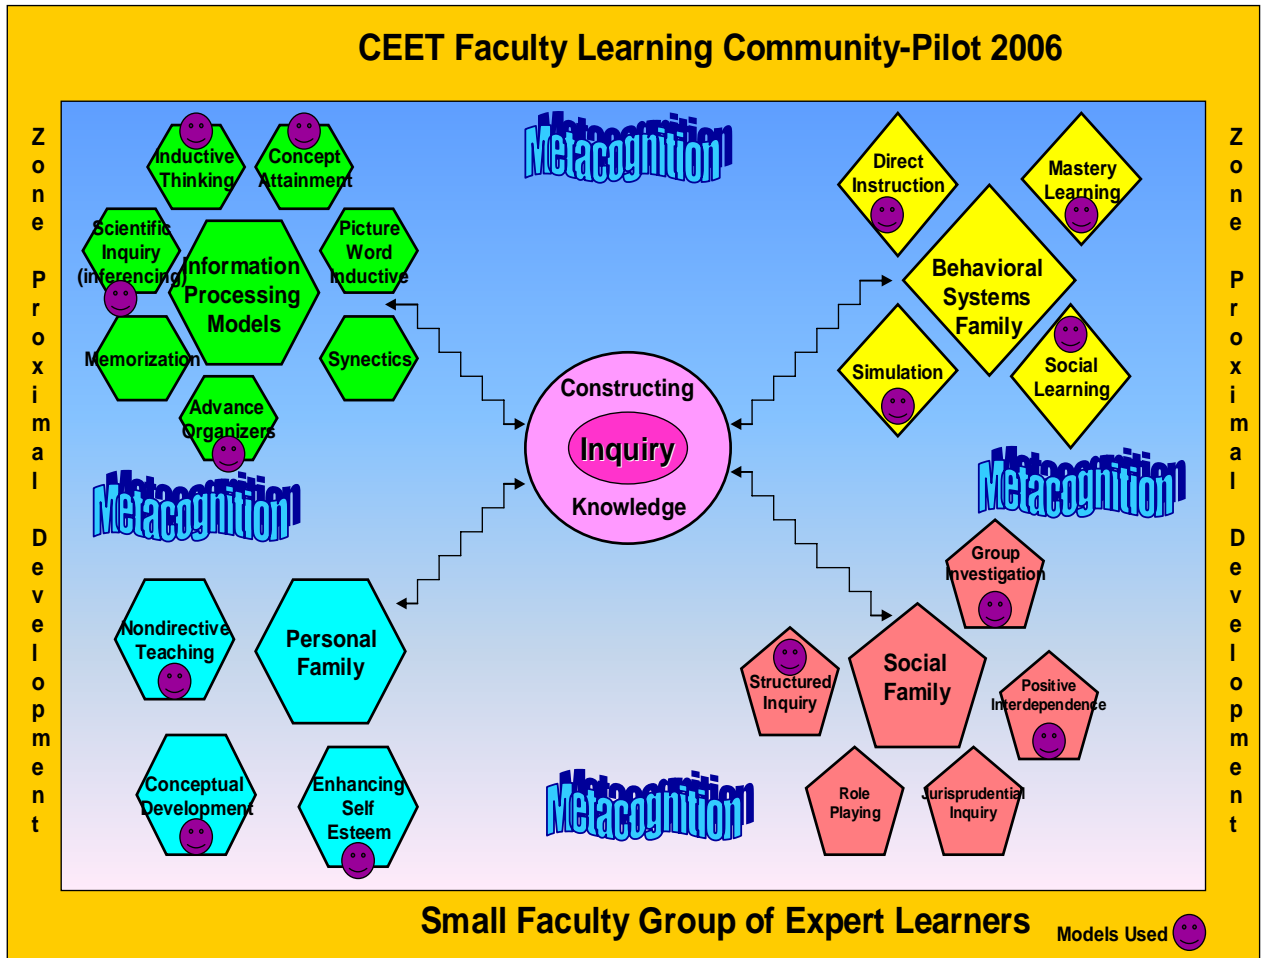 CEET Faculty Learning Community-Pilot 2006
Zone Proximal Development
Metacognition
Inductive
Thinking
Concept
Attainment
Scientific
Inquiry
(inferencing)
Picture
Word
Inductive
Information
Processing
Models
Memorization
Synectics
Advance
Organizers
Metacognition
Direct
Instruction
Mastery
Learning
Behavioral
Systems
Family
Simulation
Social
Learning
Metacognition
Constructing
Inquiry
Knowledge
Nondirective
Teaching
Personal
Family
Conceptual
Development
Enhancing
Self
Esteem
Metacognition
Group
Investigation
Structured
Inquiry
Social
Family
Positive
Interdependence
Role
Playing
Jurisprudential
Inquiry
Zone Proximal Development
Small Faculty Group of Expert Learners
Models Used